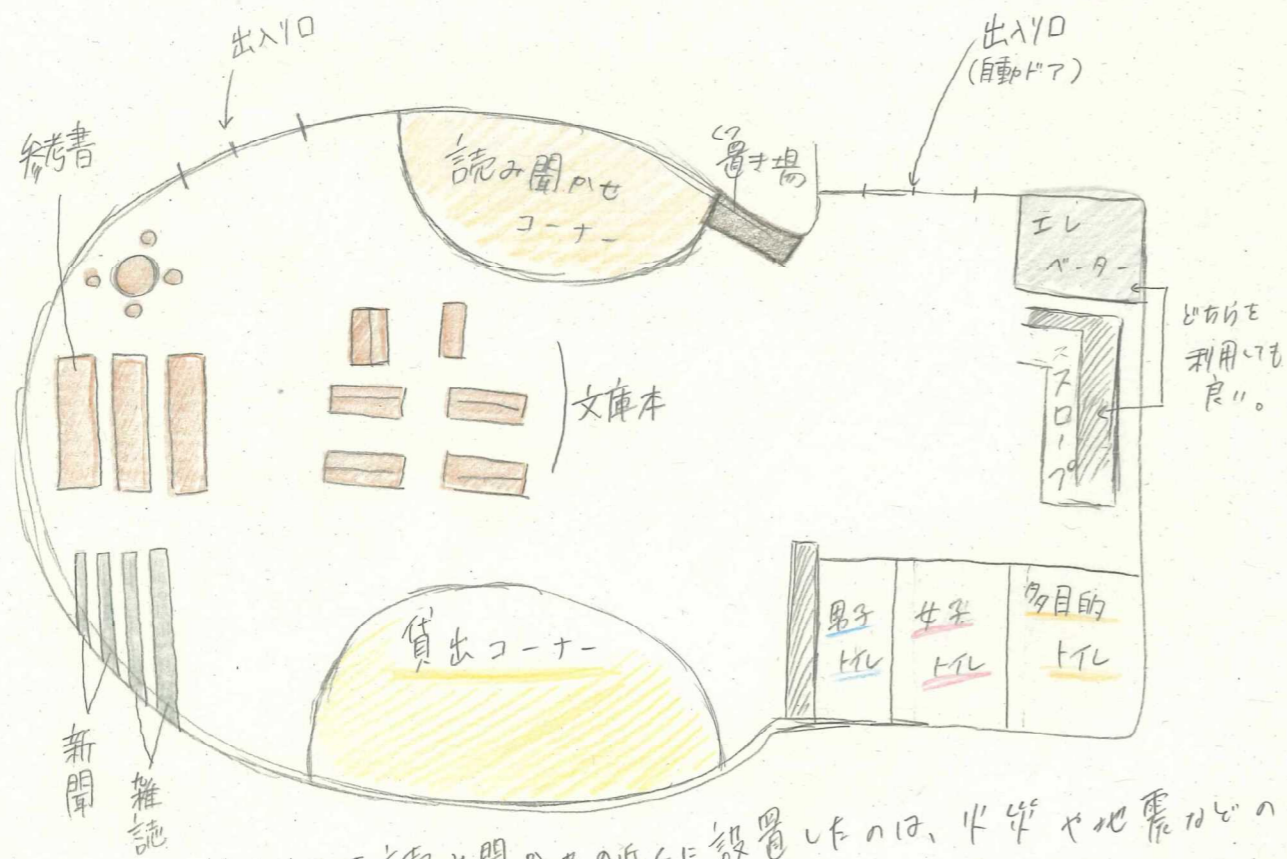 出入り口
出入り口
(自動ドア)
参考書
くつ置き場
読み聞かせ
コーナー
エレ
ベーター
どちらを
利用しても
良い。
スロープ
文庫本
貸出コーナー
男子
トイレ
女子
トイレ
多目的
トイレ
新聞
雑誌
読み聞かせの近くに設置したのは、火災や地震などの